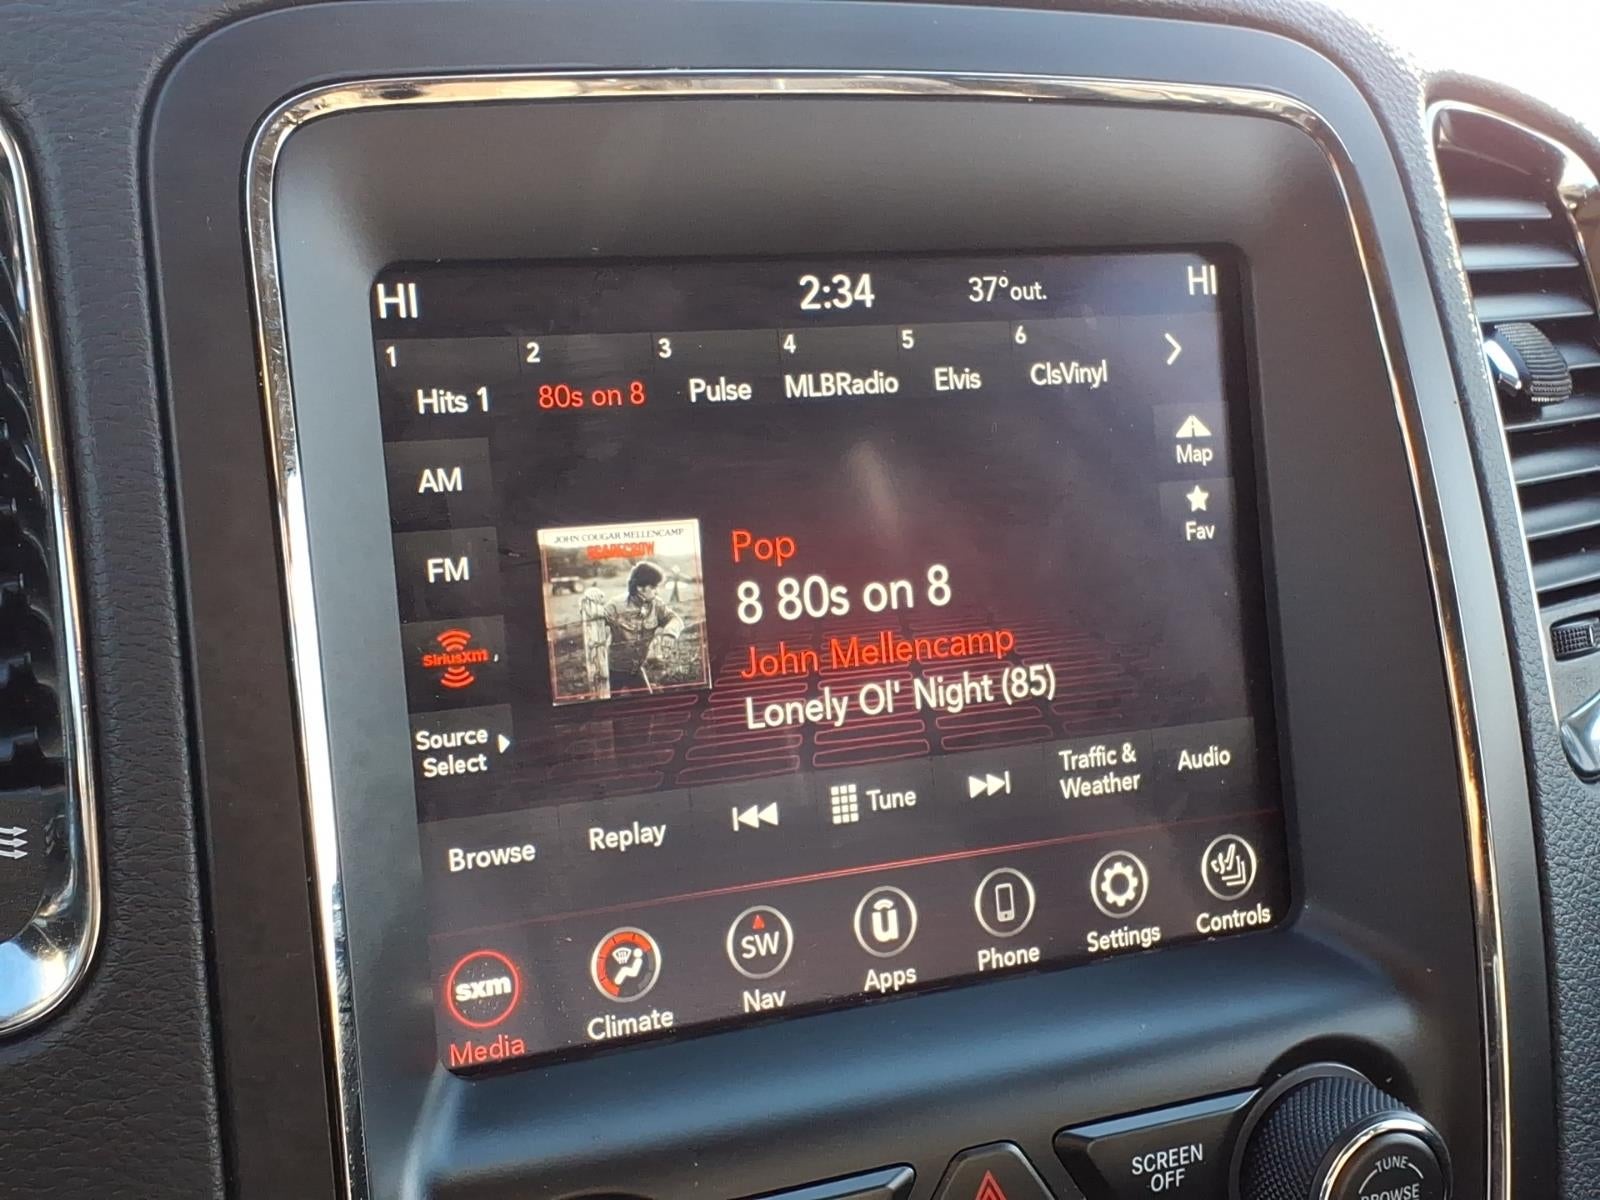 HI 2:34 37°out. HI
1 2 3 4 5 6
Hits 1 80s on 8 Pulse MLBRadio Elvis ClsVinyl
AM
Map
FM
Fav
JOHN COUGAR MELLENCAMP
SCARECROW
Pop
8 80s on 8
John Mellencamp
Lonely Ol' Night (85)
SiriusXM
Source
Select
Browse Replay Tune
Traffic &
Weather
Audio
sxm
Media
Climate
SW
Nav
u
Apps
Phone
Settings
Controls
SCREEN
OFF
TUNE
BROWSE